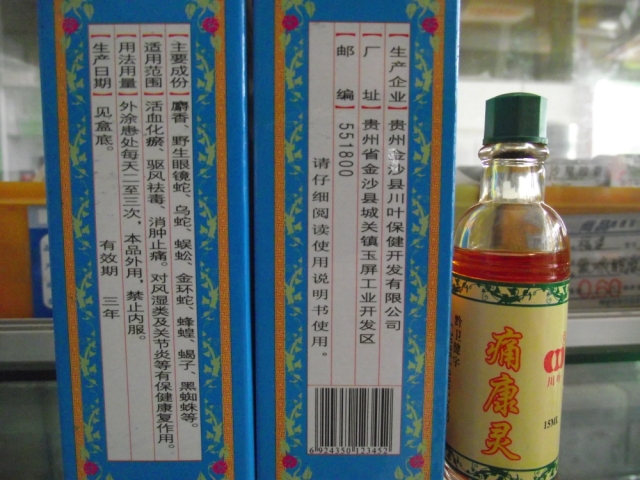 【主要成份】麝香、野生眼镜蛇、乌蛇、蜈蚣、金环蛇、蜂蝗、蝎子、黑蜘蛛等。
【适用范围】活血化瘀、驱风祛毒、消肿止痛。对风湿类及关节炎等有保健康复作用。
【用法用量】外涂患处每天二至三次，本品外用，禁止内服。
【生产日期】见盒底。 有效期 三年
【生产企业】贵州金沙县川叶保健开发有限公司
【厂 址】贵州省金沙县城关镇玉屏工业开发区
【邮 编】551800
请仔细阅读使用说明书使用。
6924350123452
痛康灵
川
15ML
0.60